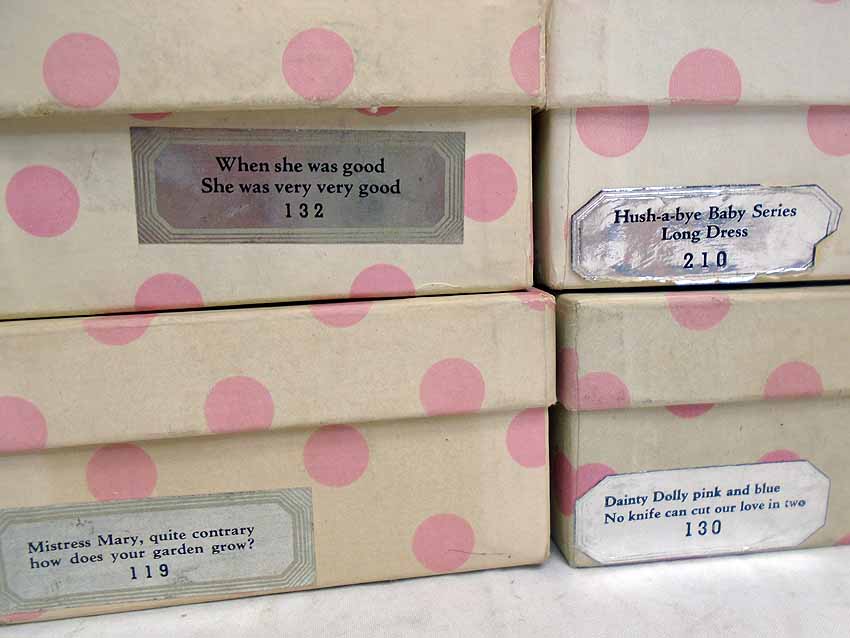 When she was good
She was very very good
132
Hush-a-bye Baby Series
Long Dress
210
Mistress Mary, quite contrary
how does your garden grow?
119
Dainty Dolly pink and blue
No knife can cut our love in two
130